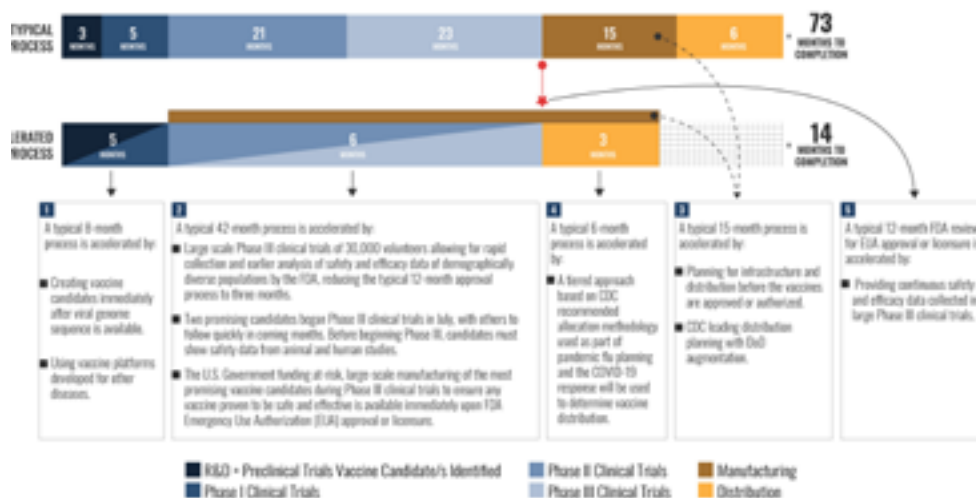 TYPICAL
3
MONTHS
5
MONTHS
21
MONTHS
23
MONTHS
15
MONTHS
6
MONTHS
73
MONTHS TO
COMPLETION
LERATED
ROCESS
5
MONTHS
6
MONTHS
3
MONTHS
14
MONTHS TO
COMPLETION
1
A typical 8-month
process is accelerated by:
■ Creating vaccine
candidates immediately
after viral genome
sequence is available.
■ Using vaccine platforms
developed for other
diseases.
2
A typical 42-month process is accelerated by:
■ Large scale Phase III clinical trials of 30,000 volunteers allowing for rapid
collection and earlier analysis of safety and efficacy data of demographically
diverse populations by the FDA, reducing the typical 12-month approval
process to three months.
■ Two promising candidates began Phase III clinical trials in July, with others to
follow quickly in coming months. Before beginning Phase III, candidates must
show safety data from animal and human studies.
■ The U.S. Government funding at risk, large-scale manufacturing of the most
promising vaccine candidates during Phase III clinical trials to ensure any
vaccine proven to be safe and effective is available immediately upon FDA
Emergency Use Authorization (EUA) approval or licensure.
4
A typical 6-month
process is accelerated
by:
■ A tiered approach
based on CDC
recommended
allocation methodology
used as part of
pandemic flu planning
and the COVID-19
response will be used
to determine vaccine
distribution.
3
A typical 15-month process is
accelerated by:
■ Planning for infrastructure and
distribution before the vaccines
are approved or authorized.
■ CDC leading distribution
planning with DoD
augmentation.
A typical 12-month FDA review
for EUA approval or licensure is
accelerated by:
■ Providing continuous safety
and efficacy data collected in
large Phase III clinical trials.
R&D + Preclinical Trials Vaccine Candidate/s Identified
Phase I Clinical Trials
Phase II Clinical Trials
Phase III Clinical Trials
Manufacturing
Distribution